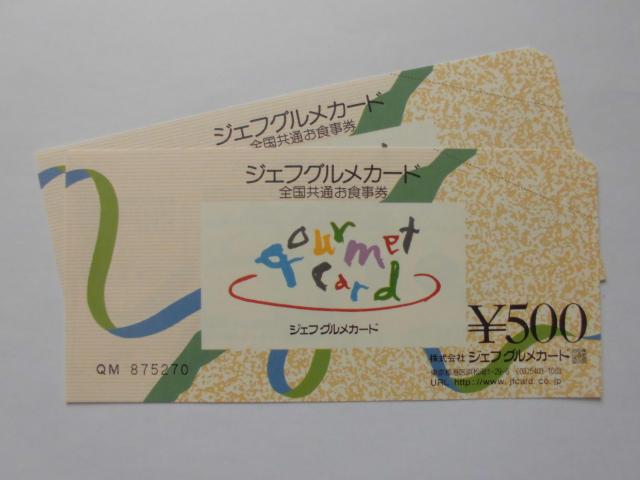 ジェフグルメカード
全国共通お食事券
ジェフグルメカード
全国共通お食事券
gourmet
card
ジェフグルメカード
¥500
株式会社 ジェフグルメカード
QM 875270
URL http://www.jfcard.co.jp